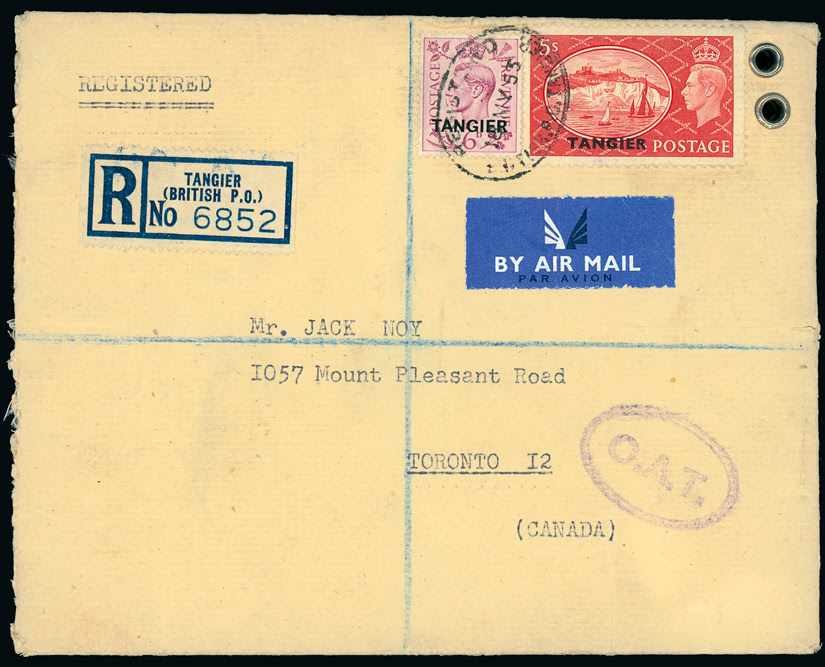 REGISTERED
POSTAGE
TANGIER
6D
5s
TANGIER
POSTAGE
R
TANGIER
(BRITISH P.O.)
No 6852
BY AIR MAIL
PAR AVION
Mr. JACK NOY
1057 Mount Pleasant Road
TORONTO 12
(CANADA)
O.A.T.